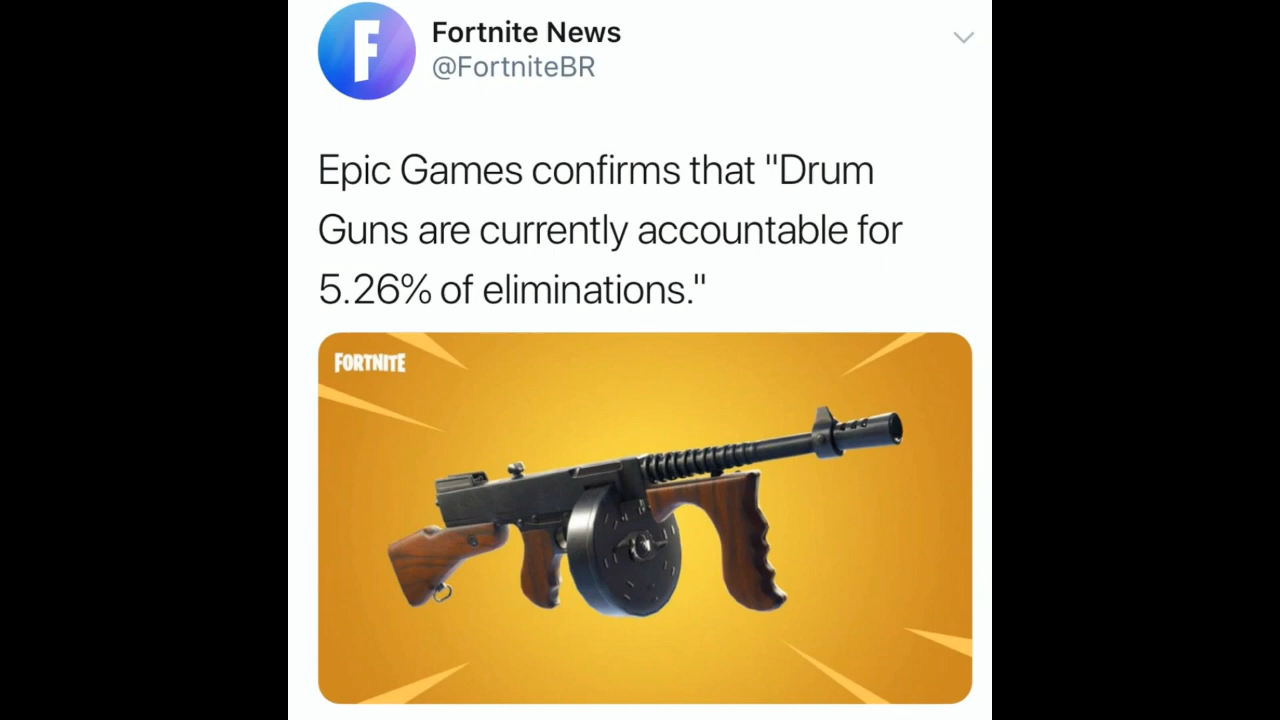 Fortnite News
@FortniteBR
Epic Games confirms that "Drum
Guns are currently accountable for
5.26% of eliminations."
FORTNITE